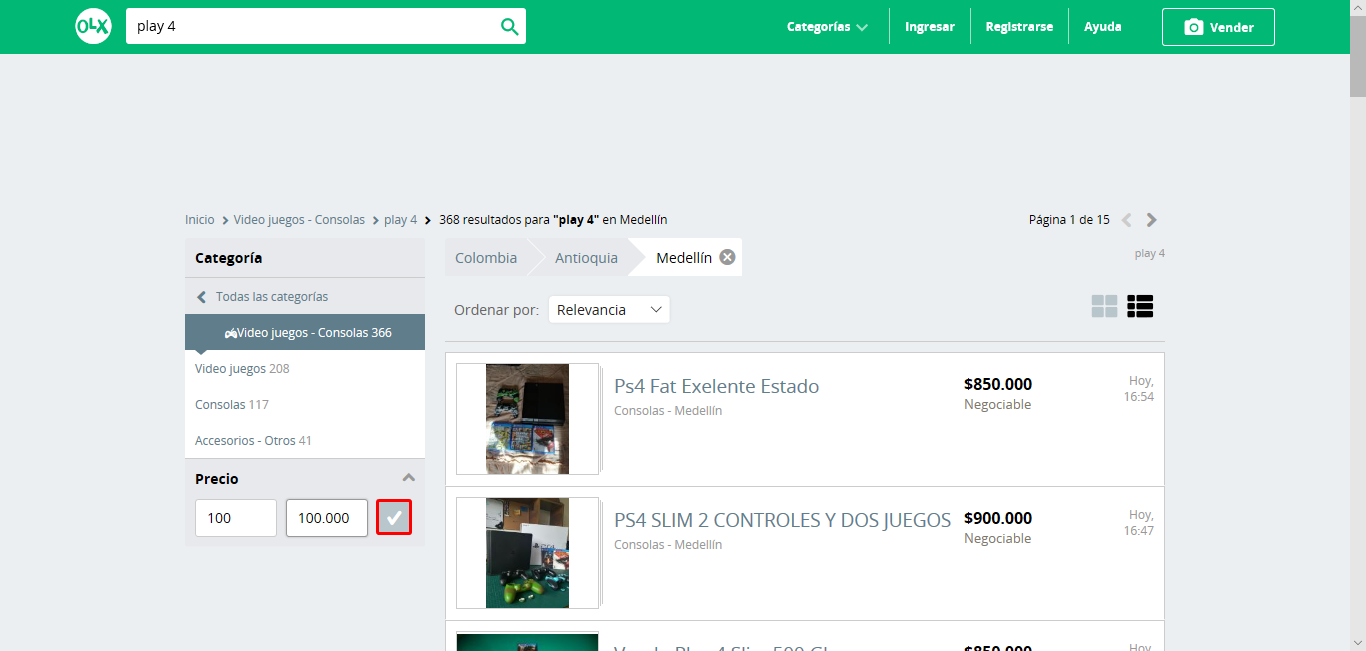 OLX
play 4
Categorías
Ingresar
Registrarse
Ayuda
Vender
Inicio > Video juegos - Consolas > play 4 > 368 resultados para "play 4" en Medellín
Página 1 de 15
Categoría
Todas las categorías
Video juegos - Consolas 366
Video juegos 208
Consolas 117
Accesorios - Otros 41
Precio
100
100.000
Colombia
Antioquia
Medellín
play 4
Ordenar por: Relevancia
Ps4 Fat Exelente Estado
Consolas - Medellín
$850.000
Negociable
Hoy,
16:54
PS4 SLIM 2 CONTROLES Y DOS JUEGOS
Consolas - Medellín
$900.000
Negociable
Hoy,
16:47
$850.000
Hoy,